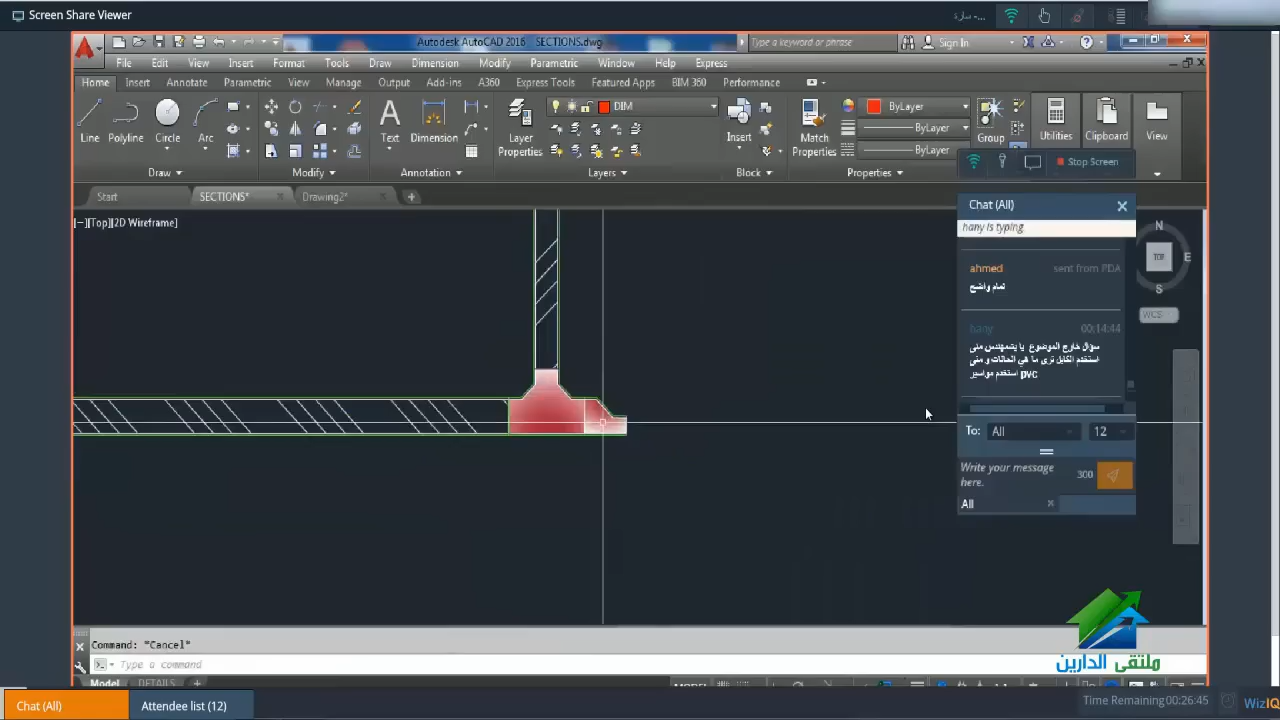 Screen Share Viewer
سارة -...
Autodesk AutoCAD 2016 SECTIONS.dwg
Type a keyword or phrase
Sign In
File Edit View Insert Format Tools Draw Dimension Modify Parametric Window Help Express
Home Insert Annotate Parametric View Manage Output Add-ins A360 Express Tools Featured Apps BIM 360 Performance
DIM
ByLayer
ByLayer
ByLayer
Line Polyline Circle Arc Text Dimension Layer Properties Insert Match Properties Group Utilities Clipboard View
Draw Modify Annotation Layers Block Properties
Stop Screen
Start SECTIONS* Drawing2*
[−][Top][2D Wireframe]
Chat (All)
hany is typing.
ahmed sent from PDA
تمام واضح
hany 00:14:44
سؤال خارج الموضوع يا بشمهندس متى
استخدم الكابل ترى ما هي الحالات و متى
استخدم مواسير pvc
To: All 12
Write your message here. 300
All
N
TOP
E
S
WCS
ملتقى الدارين
Command: *Cancel*
Type a command
Model DETAILS
MODEL
Chat (All) Attendee list (12)
Time Remaining 00:26:45
WizIQ